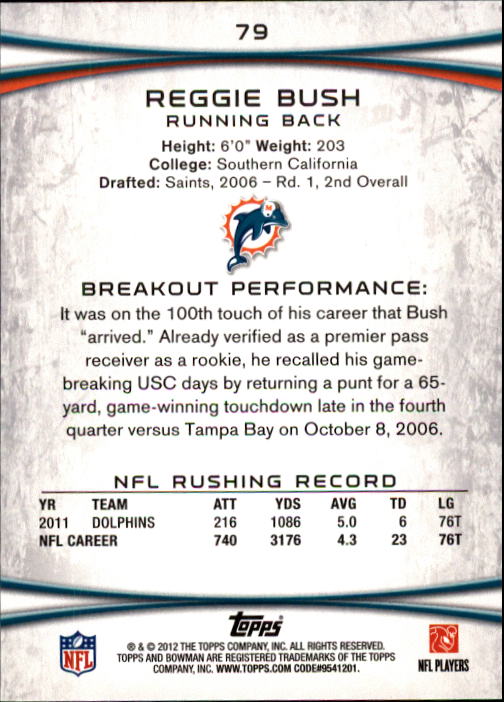 79
REGGIE BUSH
RUNNING BACK
Height: 6'0" Weight: 203
College: Southern California
Drafted: Saints, 2006 – Rd. 1, 2nd Overall
M
BREAKOUT PERFORMANCE:
It was on the 100th touch of his career that Bush
“arrived.” Already verified as a premier pass
receiver as a rookie, he recalled his game-
breaking USC days by returning a punt for a 65-
yard, game-winning touchdown late in the fourth
quarter versus Tampa Bay on October 8, 2006.
NFL RUSHING RECORD
YR TEAM ATT YDS AVG TD LG
2011 DOLPHINS 216 1086 5.0 6 76T
NFL CAREER 740 3176 4.3 23 76T
TOPPS
NFL
® & © 2012 THE TOPPS COMPANY, INC. ALL RIGHTS RESERVED.
TOPPS AND BOWMAN ARE REGISTERED TRADEMARKS OF THE TOPPS
COMPANY, INC. WWW.TOPPS.COM CODE#9541201.
NFL PLAYERS